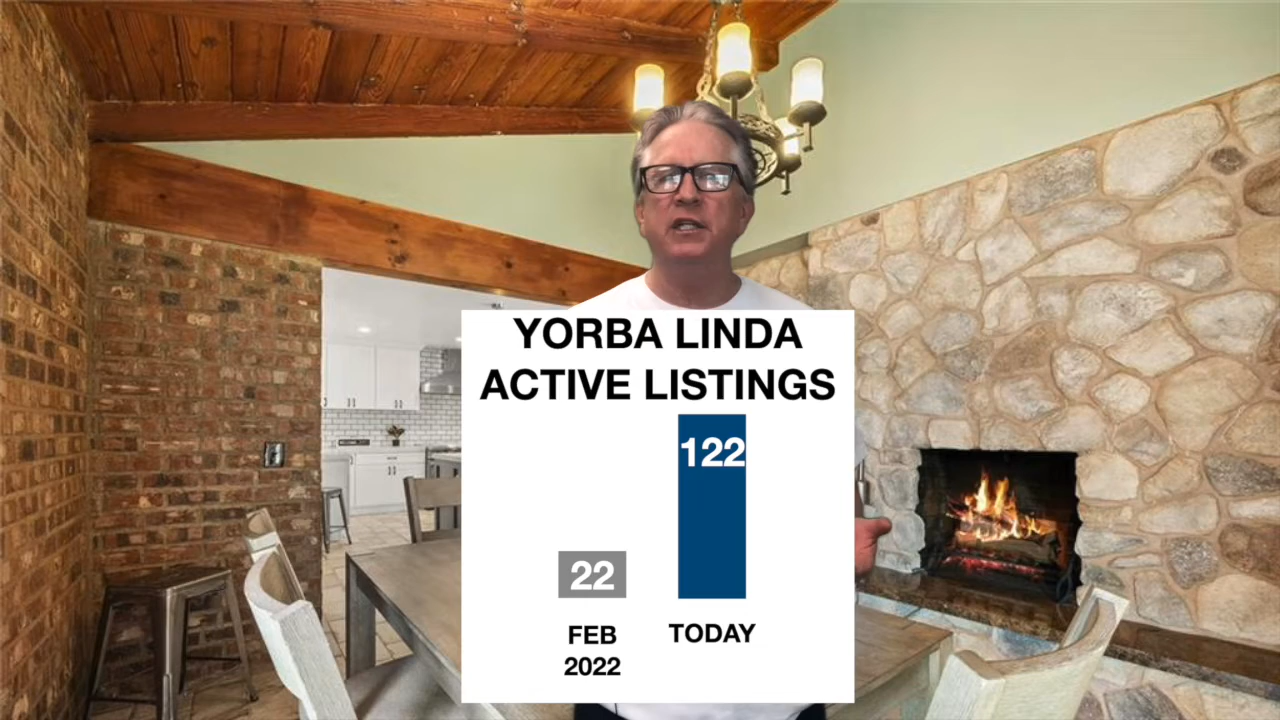 YORBA LINDA
ACTIVE LISTINGS
122
22
FEB
2022
TODAY